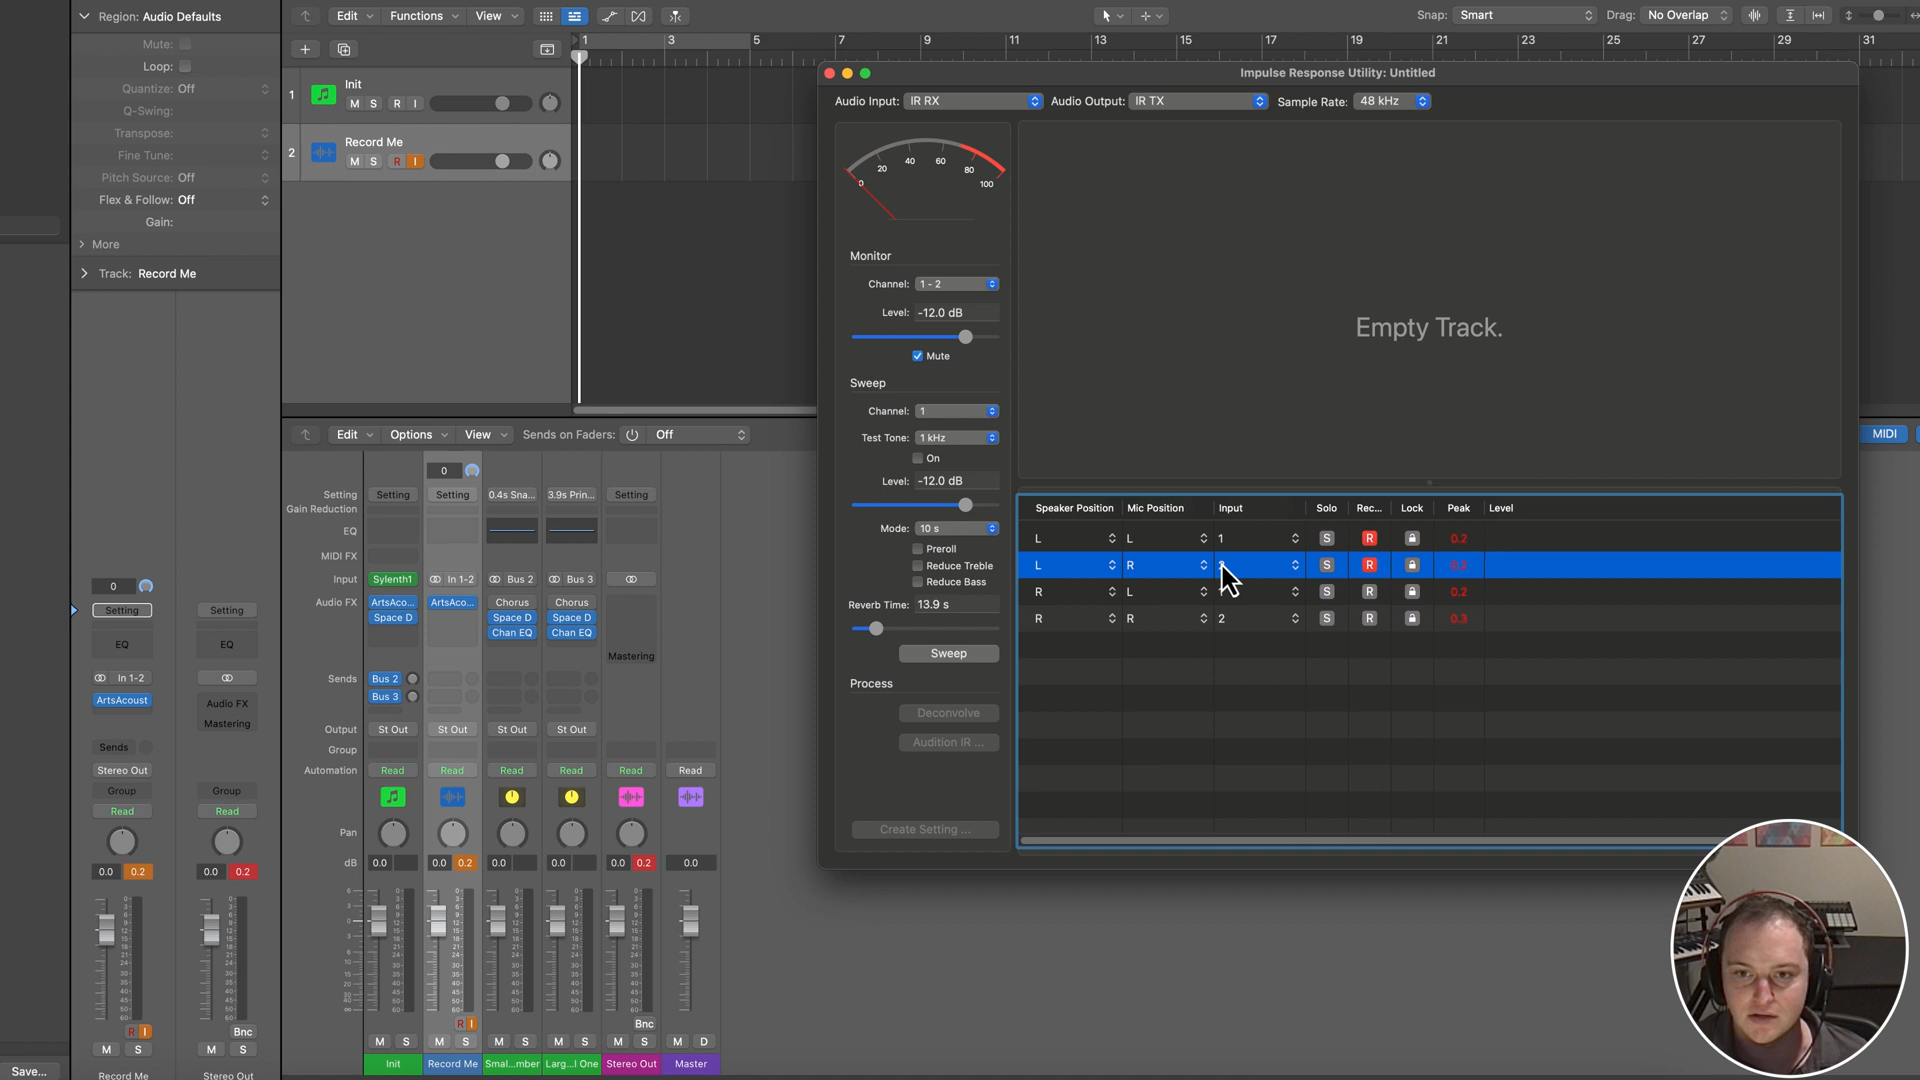 Region: Audio Defaults
Mute:
Loop:
Quantize: Off
Q-Swing:
Transpose:
Fine Tune:
Pitch Source: Off
Flex & Follow: Off
Gain:
More
Track: Record Me
Edit Functions View
Snap: Smart Drag: No Overlap
1 3 5 7 9 11 13 15 17 19 21 23 25 27 29 31
1 Init
M S R I
2 Record Me
M S R I
Impulse Response Utility: Untitled
Audio Input: IR RX Audio Output: IR TX Sample Rate: 48 kHz
0 20 40 60 80 100
Monitor
Channel: 1 - 2
Level: -12.0 dB
Mute
Sweep
Channel: 1
Test Tone: 1 kHz
On
Level: -12.0 dB
Mode: 10 s
Preroll
Reduce Treble
Reduce Bass
Reverb Time: 13.9 s
Sweep
Process
Deconvolve
Audition IR ...
Create Setting ...
Empty Track.
Speaker Position Mic Position Input Solo Rec... Lock Peak Level
L L 1 S R 0.2
L R S R 0.2
R L S R 0.2
R R 2 S R 0.3
MIDI
Edit Options View Sends on Faders: Off
0
Setting Setting Setting 0.4s Sna... 3.9s Prin... Setting
Gain Reduction
EQ
MIDI FX
Input Sylenth1 In 1-2 Bus 2 Bus 3
Audio FX ArtsAco... ArtsAco... Chorus Chorus
Space D Space D Space D
Chan EQ Chan EQ
Mastering
Sends Bus 2
Bus 3
Output St Out St Out St Out St Out
Group
Automation Read Read Read Read Read Read
Pan
dB 0.0 0.0 0.2 0.0 0.0 0.0 0.2 0.0
R I Bnc
M S M S M S M S M S M D
Init Record Me Smal...mber Larg...l One Stereo Out Master
0
Setting Setting
EQ EQ
In 1-2
ArtsAcoust Audio FX
Mastering
Sends
Stereo Out
Group Group
Read Read
0.0 0.2 0.0 0.2
R I Bnc
M S M S
Record Me Stereo Out
Save...